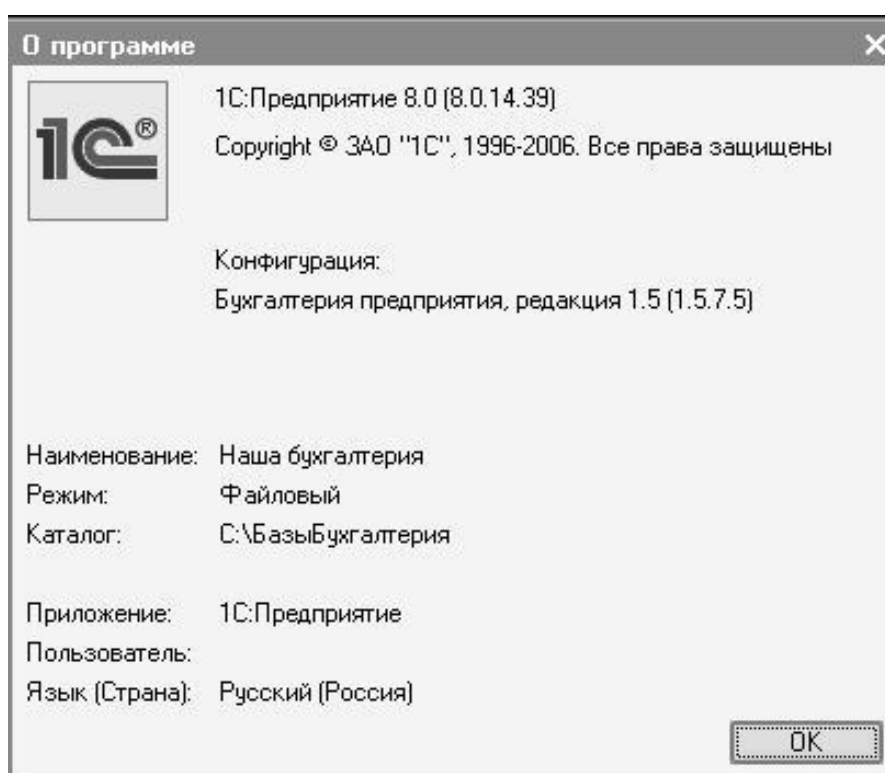 О программе
1С®
1С:Предприятие 8.0 (8.0.14.39)
Copyright © ЗАО "1С", 1996-2006. Все права защищены
Конфигурация:
Бухгалтерия предприятия, редакция 1.5 (1.5.7.5)
Наименование: Наша бухгалтерия
Режим: Файловый
Каталог: C:\БазыБухгалтерия
Приложение: 1С:Предприятие
Пользователь:
Язык (Страна): Русский (Россия)
OK